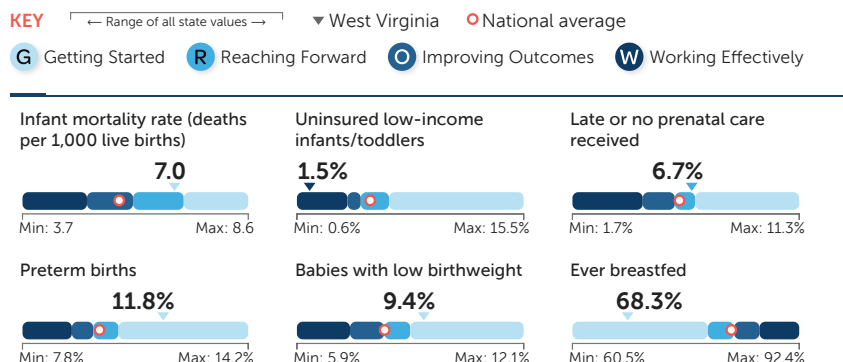 KEY ← Range of all state values → West Virginia National average
G Getting Started R Reaching Forward O Improving Outcomes W Working Effectively
Infant mortality rate (deaths
per 1,000 live births)
7.0
Min: 3.7 Max: 8.6
Uninsured low-income
infants/toddlers
1.5%
Min: 0.6% Max: 15.5%
Late or no prenatal care
received
6.7%
Min: 1.7% Max: 11.3%
Preterm births
11.8%
Min: 7.8% Max: 14.2%
Babies with low birthweight
9.4%
Min: 5.9% Max: 12.1%
Ever breastfed
68.3%
Min: 60.5% Max: 92.4%